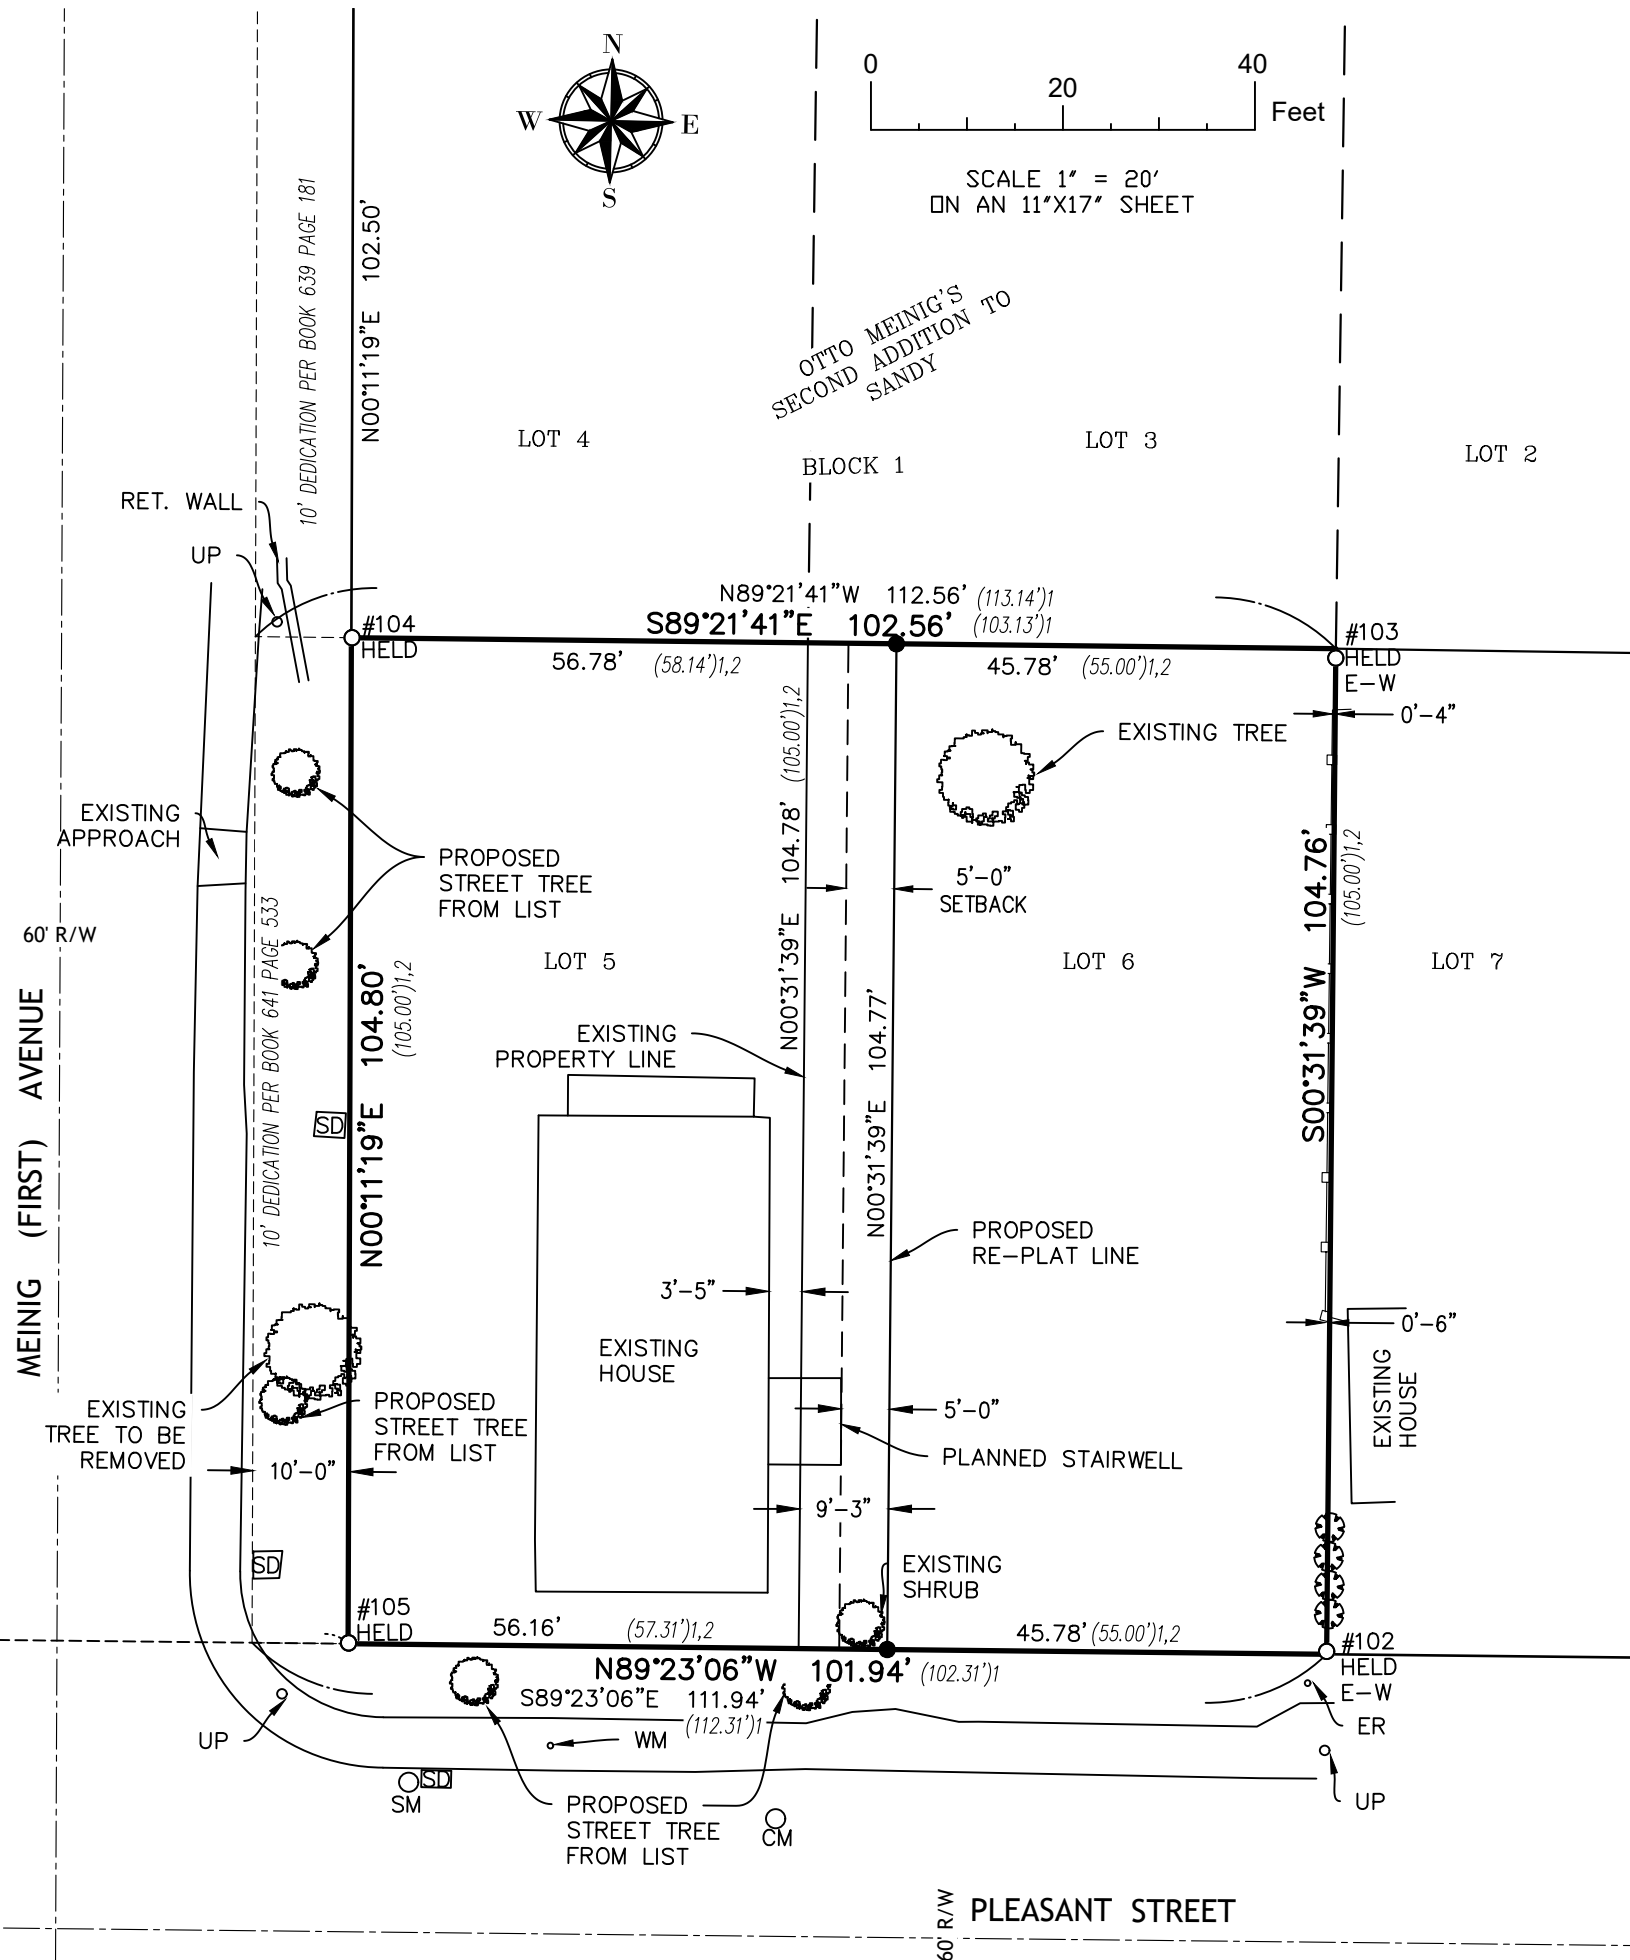 N
W
E
S
0
20
40
Feet
SCALE 1" = 20'
ON AN 11"X17" SHEET
10' DEDICATION PER BOOK 639 PAGE 181
N00°11'19"E 102.50'
OTTO MEINIG'S
SECOND ADDITION TO
SANDY
LOT 4
BLOCK 1
LOT 3
LOT 2
RET. WALL
UP
#104
HELD
N89°21'41"W 112.56' (113.14')1
S89°21'41"E 102.56' (103.13')1
56.78' (58.14')1,2
45.78' (55.00')1,2
#103
HELD
E-W
0'-4"
EXISTING TREE
EXISTING
APPROACH
PROPOSED
STREET TREE
FROM LIST
5'-0"
SETBACK
N00°31'39"E 104.78' (105.00')1,2
S00°31'39"W 104.76'
(105.00')1,2
60' R/W
MEINIG (FIRST) AVENUE
10' DEDICATION PER BOOK 641 PAGE 533
N00°11'19"E 104.80'
(105.00')1,2
LOT 5
LOT 6
LOT 7
EXISTING
PROPERTY LINE
N00°31'39"E 104.77'
SD
PROPOSED
RE-PLAT LINE
3'-5"
EXISTING
HOUSE
0'-6"
EXISTING
HOUSE
EXISTING
TREE TO BE
REMOVED
PROPOSED
STREET TREE
FROM LIST
10'-0"
5'-0"
PLANNED STAIRWELL
9'-3"
SD
EXISTING
SHRUB
#105
HELD
56.16' (57.31')1,2
45.78' (55.00')1,2
N89°23'06"W 101.94' (102.31')1
S89°23'06"E 111.94'
(112.31')1
#102
HELD
E-W
UP
WM
ER
SD
SM
PROPOSED
STREET TREE
FROM LIST
CM
UP
60' R/W
PLEASANT STREET